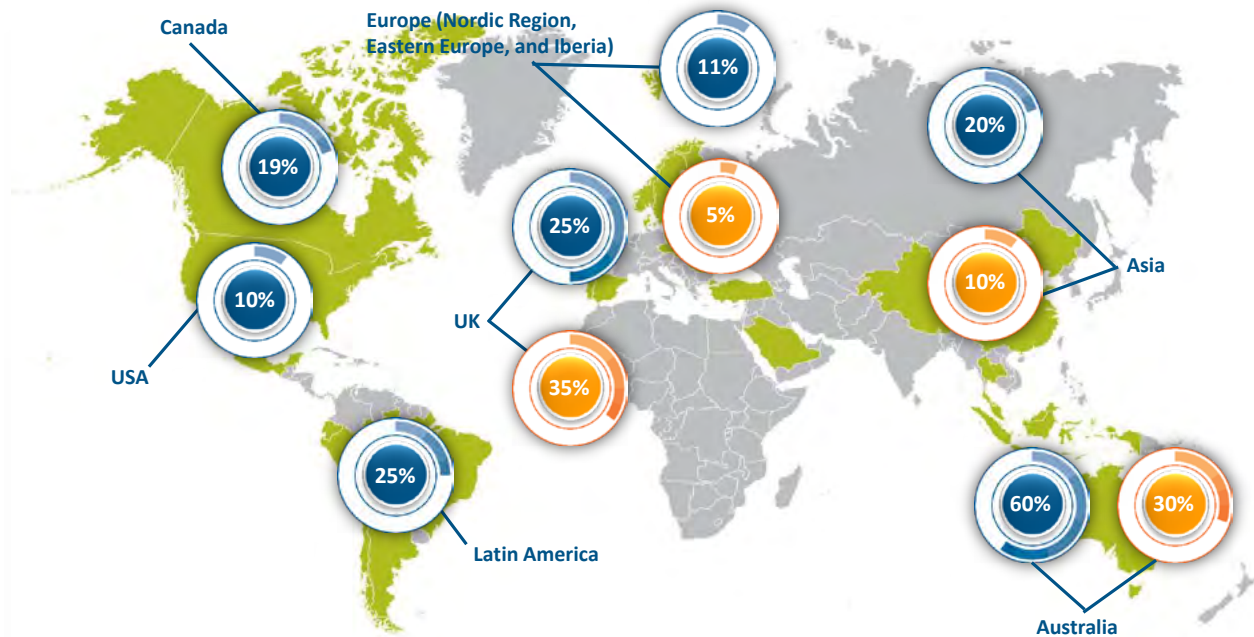 Canada
Europe (Nordic Region,
Eastern Europe, and Iberia)
11%
20%
19%
25%
5%
10%
10%
Asia
UK
USA
35%
25%
60%
30%
Latin America
Australia